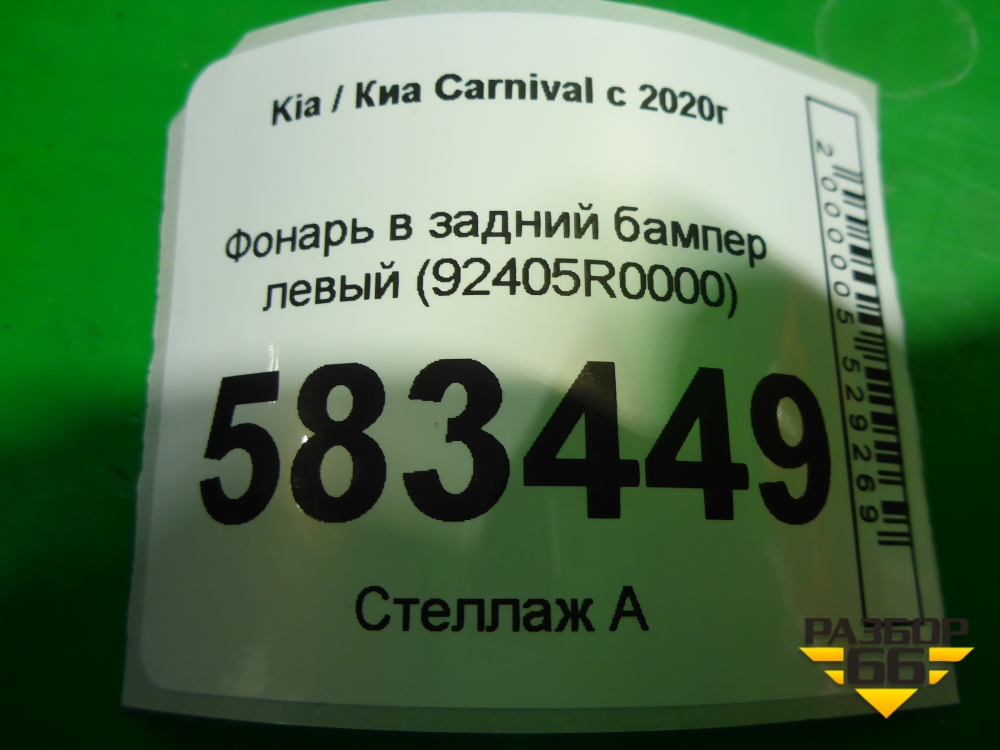 Kia / Киа Carnival с 2020г
Фонарь в задний бампер
левый (92405R0000)
583449
Стеллаж А
2000005529269
РАЗБОР
66